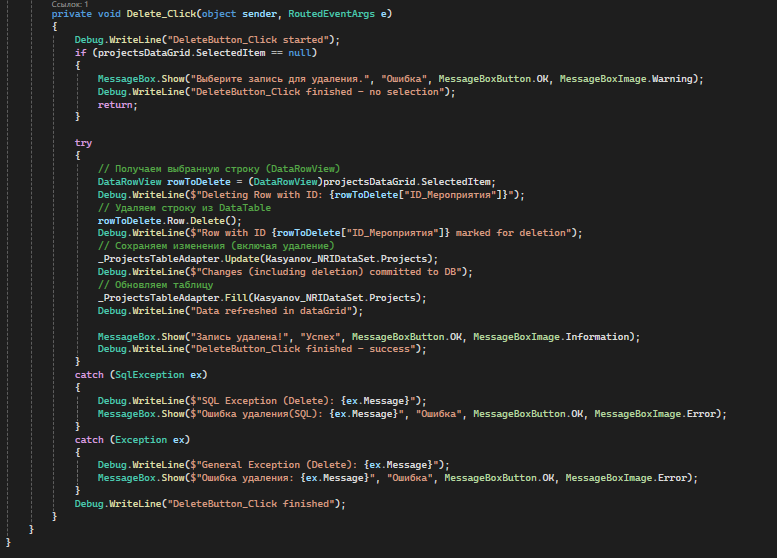 Ссылок: 1
private void Delete_Click(object sender, RoutedEventArgs e)
{
Debug.WriteLine("DeleteButton_Click started");
if (projectsDataGrid.SelectedItem == null)
{
MessageBox.Show("Выберите запись для удаления.", "Ошибка", MessageBoxButton.OK, MessageBoxImage.Warning);
Debug.WriteLine("DeleteButton_Click finished - no selection");
return;
}
try
{
// Получаем выбранную строку (DataRowView)
DataRowView rowToDelete = (DataRowView)projectsDataGrid.SelectedItem;
Debug.WriteLine($"Deleting Row with ID: {rowToDelete["ID_Мероприятия"]}");
// Удаляем строку из DataTable
rowToDelete.Row.Delete();
Debug.WriteLine($"Row with ID {rowToDelete["ID_Мероприятия"]} marked for deletion");
// Сохраняем изменения (включая удаление)
_ProjectsTableAdapter.Update(Kasyanov_NRIDataSet.Projects);
Debug.WriteLine("Changes (including deletion) committed to DB");
// Обновляем таблицу
_ProjectsTableAdapter.Fill(Kasyanov_NRIDataSet.Projects);
Debug.WriteLine("Data refreshed in dataGrid");
MessageBox.Show("Запись удалена!", "Успех", MessageBoxButton.OK, MessageBoxImage.Information);
Debug.WriteLine("DeleteButton_Click finished - success");
}
catch (SqlException ex)
{
Debug.WriteLine($"SQL Exception (Delete): {ex.Message}");
MessageBox.Show($"Ошибка удаления(SQL): {ex.Message}", "Ошибка", MessageBoxButton.OK, MessageBoxImage.Error);
}
catch (Exception ex)
{
Debug.WriteLine($"General Exception (Delete): {ex.Message}");
MessageBox.Show($"Ошибка удаления: {ex.Message}", "Ошибка", MessageBoxButton.OK, MessageBoxImage.Error);
}
Debug.WriteLine("DeleteButton_Click finished");
}
}
}